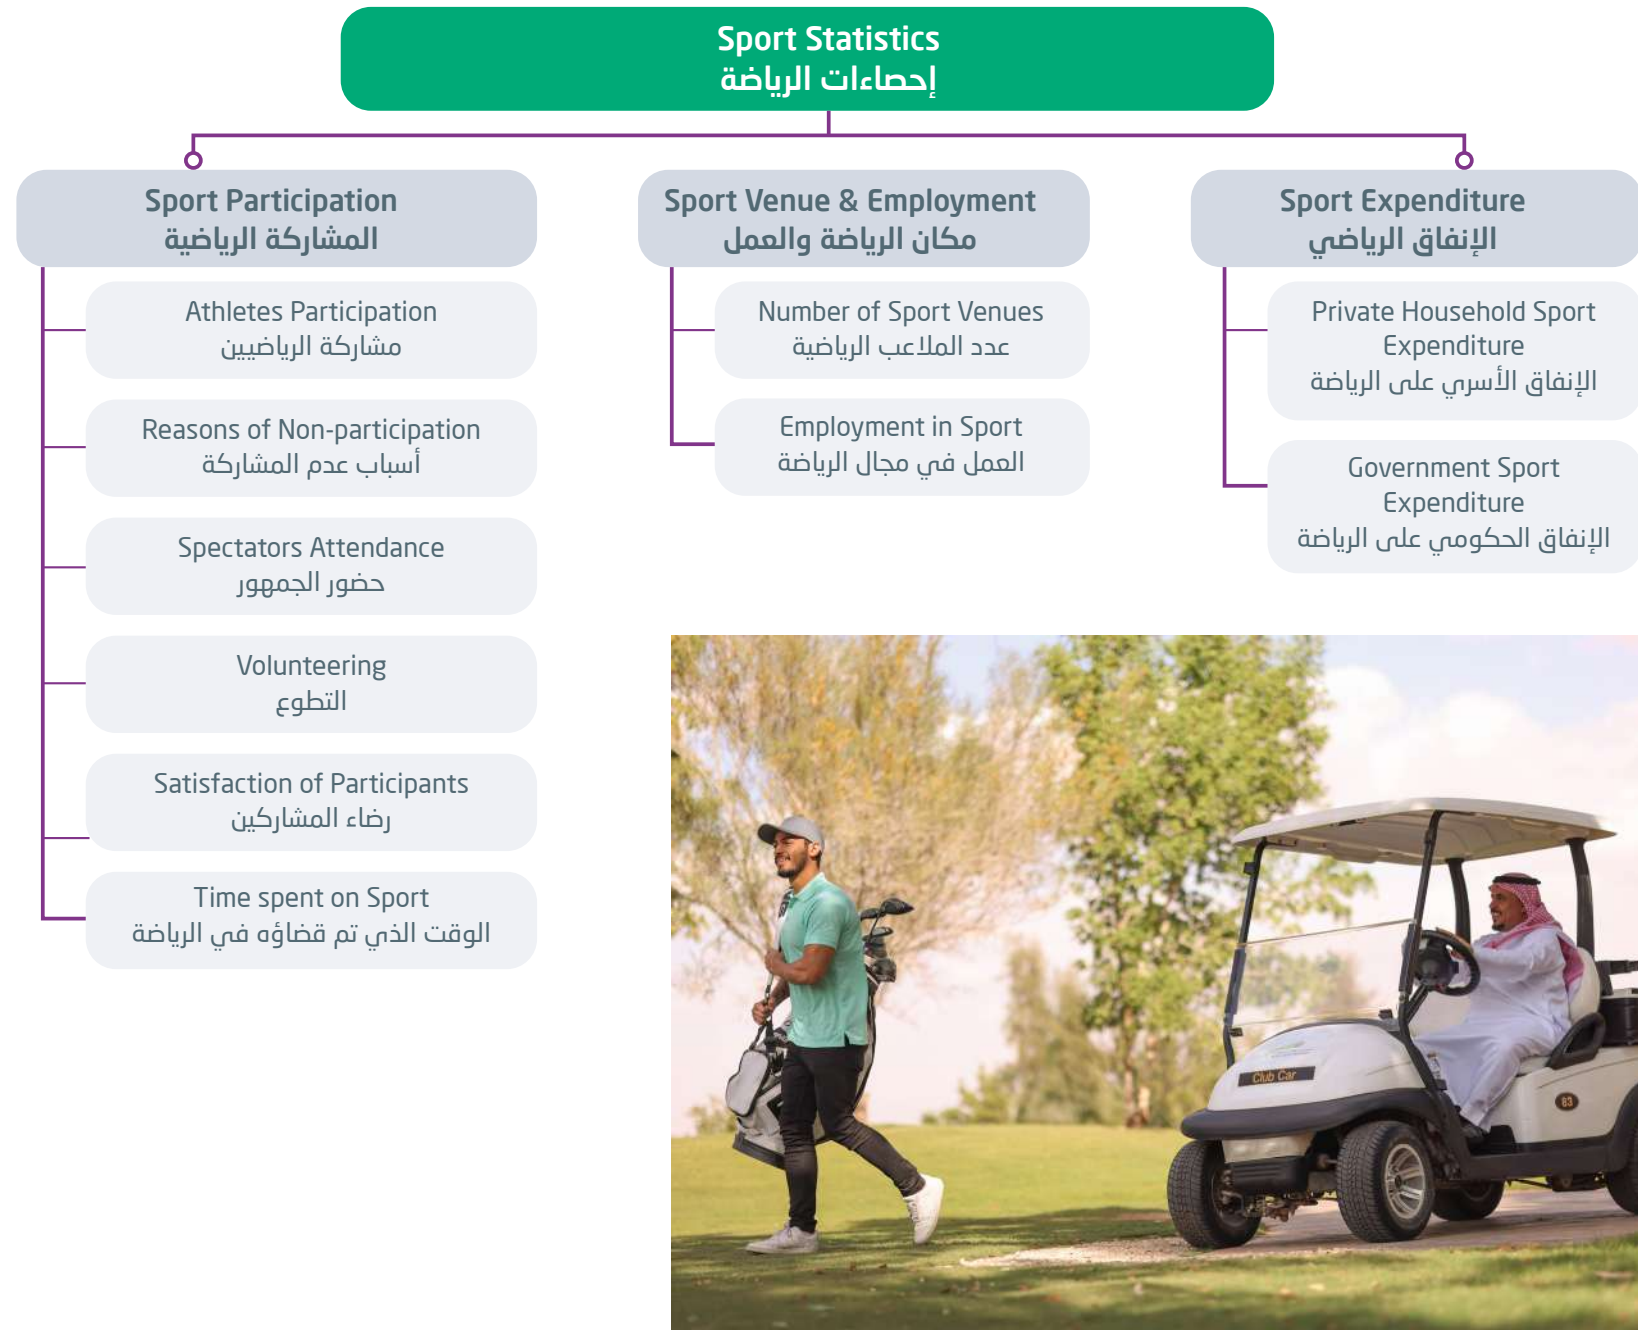 Sport Statistics
إحصاءات الرياضة
Sport Participation
المشاركة الرياضية
Athletes Participation
مشاركة الرياضيين
Reasons of Non-participation
أسباب عدم المشاركة
Spectators Attendance
حضور الجمهور
Volunteering
التطوع
Satisfaction of Participants
رضاء المشاركين
Time spent on Sport
الوقت الذي تم قضاؤه في الرياضة
Sport Venue & Employment
مكان الرياضة والعمل
Number of Sport Venues
عدد الملاعب الرياضية
Employment in Sport
العمل في مجال الرياضة
Sport Expenditure
الإنفاق الرياضي
Private Household Sport
Expenditure
الإنفاق الأسري على الرياضة
Government Sport
Expenditure
الإنفاق الحكومي على الرياضة
Club Car
83